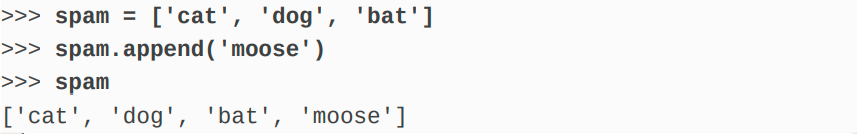 >>> spam = ['cat', 'dog', 'bat']
>>> spam.append('moose')
>>> spam
['cat', 'dog', 'bat', 'moose']